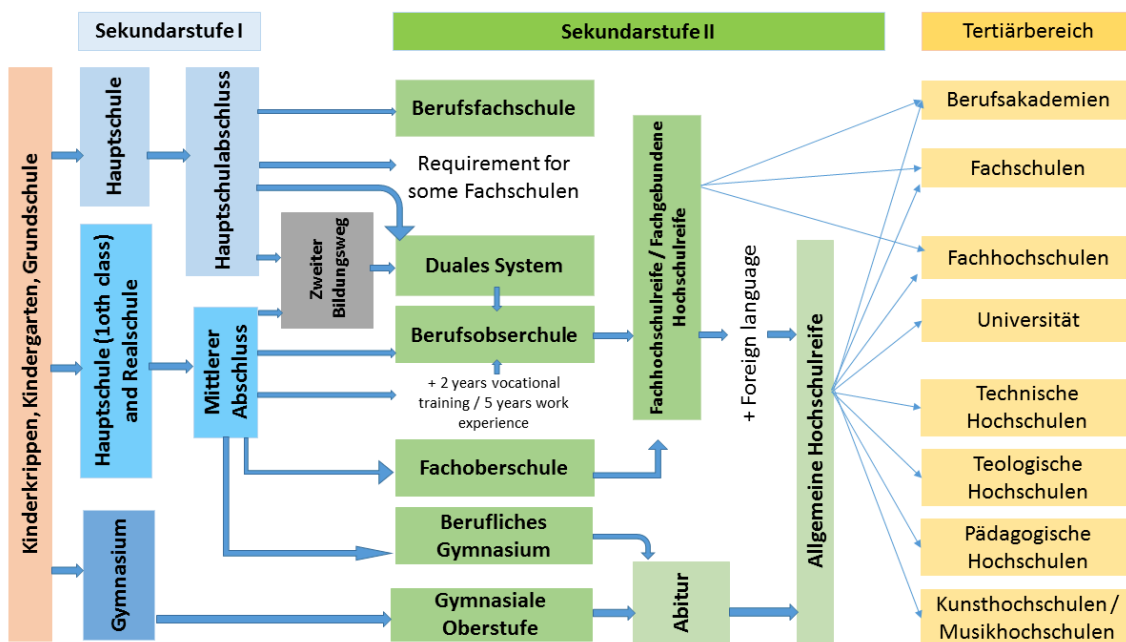 Sekundarstufe I
Sekundarstufe II
Tertiärbereich
Kinderkrippen, Kindergarten, Grundschule
Hauptschule
Hauptschulabschluss
Hauptschule (1oth class)
and Realschule
Mittlerer
Abschluss
Gymnasium
Zweiter
Bildungsweg
Berufsfachschule
Requirement for
some Fachschulen
Duales System
Berufsoberchule
+ 2 years vocational
training / 5 years work
experience
Fachoberschule
Berufliches
Gymnasium
Gymnasiale
Oberstufe
Fachhochschulreife / Fachgebundene
Hochschulreife
Abitur
+ Foreign language
Allgemeine Hochschulreife
Berufsakademien
Fachschulen
Fachhochschulen
Universität
Technische
Hochschulen
Teologische
Hochschulen
Pädagogische
Hochschulen
Kunsthochschulen /
Musikhochschulen